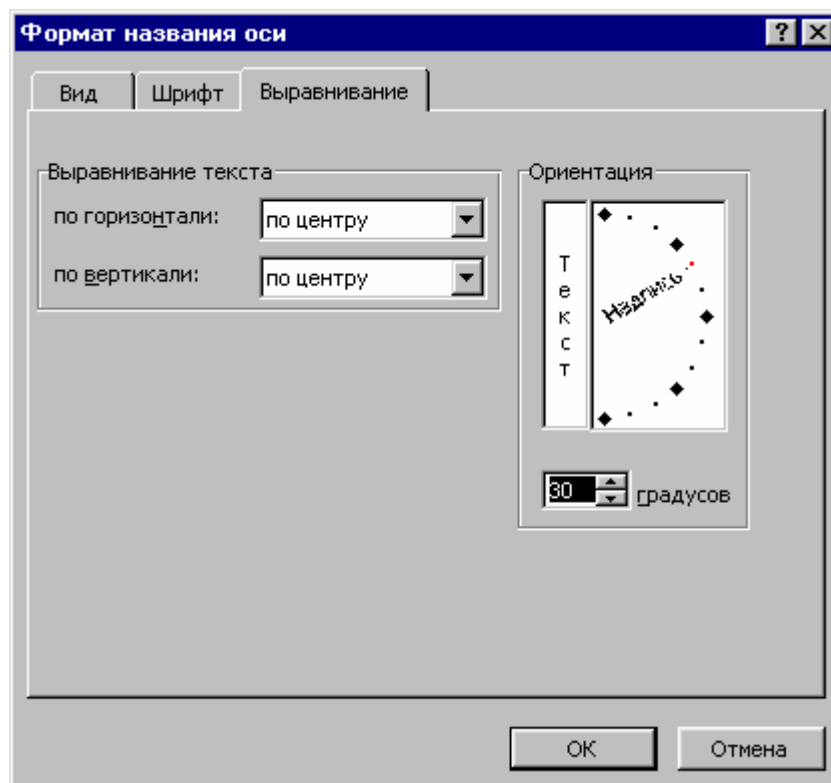 Формат названия оси
Вид Шрифт Выравнивание
Выравнивание текста
по горизонтали: по центру
по вертикали: по центру
Ориентация
Текст
Надпись
30 градусов
ОК Отмена